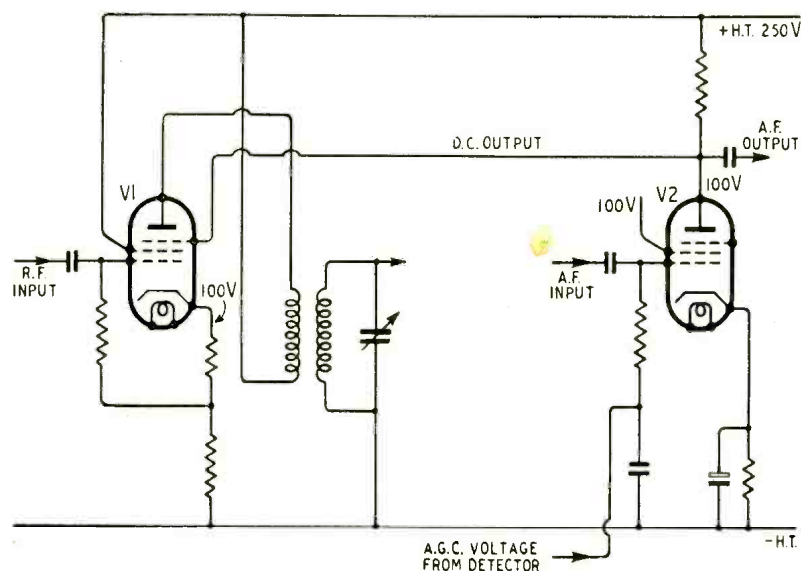 +H.T. 250V
A.F.
OUTPUT
D.C. OUTPUT
V1
100V
V2
100V
R.F.
INPUT
100V
A.F.
INPUT
-H.T.
A.G.C. VOLTAGE
FROM DETECTOR